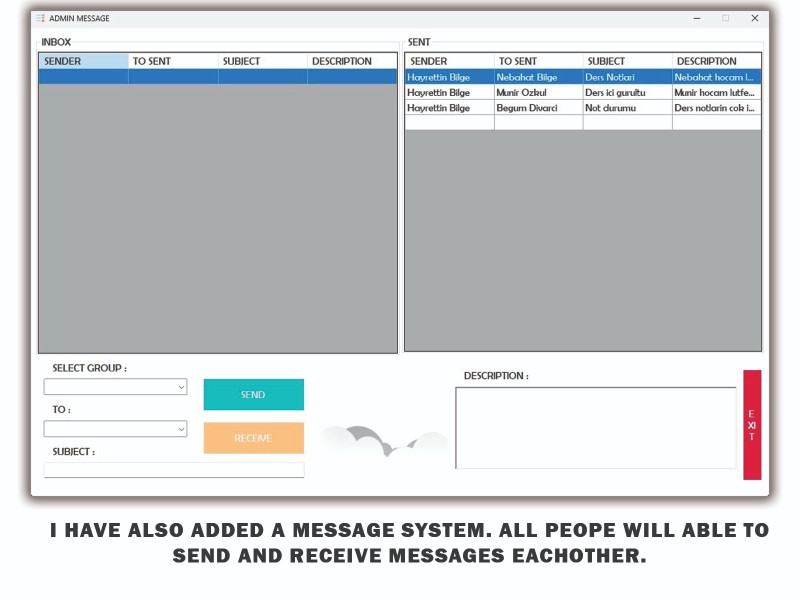 ADMIN MESSAGE
INBOX
SENDER TO SENT SUBJECT DESCRIPTION
SENT
SENDER TO SENT SUBJECT DESCRIPTION
Hayrettin Bilge Nebahat Bilge Ders Notlari Nebahat hocam l...
Hayrettin Bilge Munir Ozkul Ders ici gurultu Munir hocam lutfe...
Hayrettin Bilge Begum Divarci Not durumu Ders notlarin cok i...
SELECT GROUP :
TO :
SUBJECT :
SEND
RECEIVE
DESCRIPTION :
E
XI
T
I HAVE ALSO ADDED A MESSAGE SYSTEM. ALL PEOPE WILL ABLE TO
SEND AND RECEIVE MESSAGES EACHOTHER.